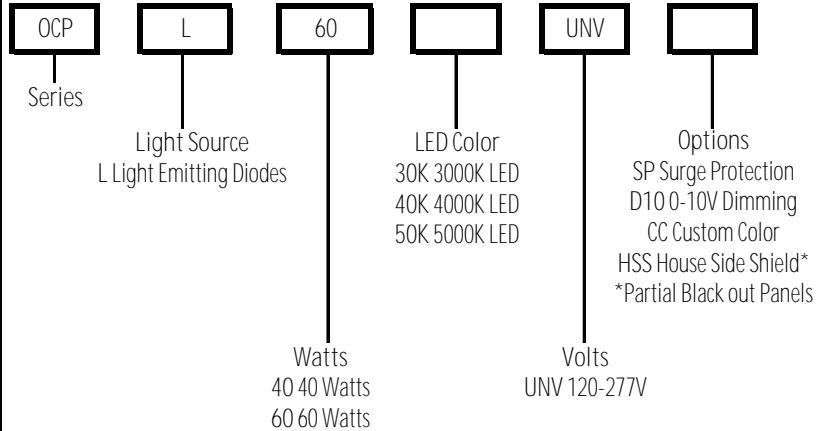 OCP L 60 UNV
Series
Light Source
L Light Emitting Diodes
LED Color
30K 3000K LED
40K 4000K LED
50K 5000K LED
Options
SP Surge Protection
D10 0-10V Dimming
CC Custom Color
HSS House Side Shield*
*Partial Black out Panels
Watts
40 40 Watts
60 60 Watts
Volts
UNV 120-277V